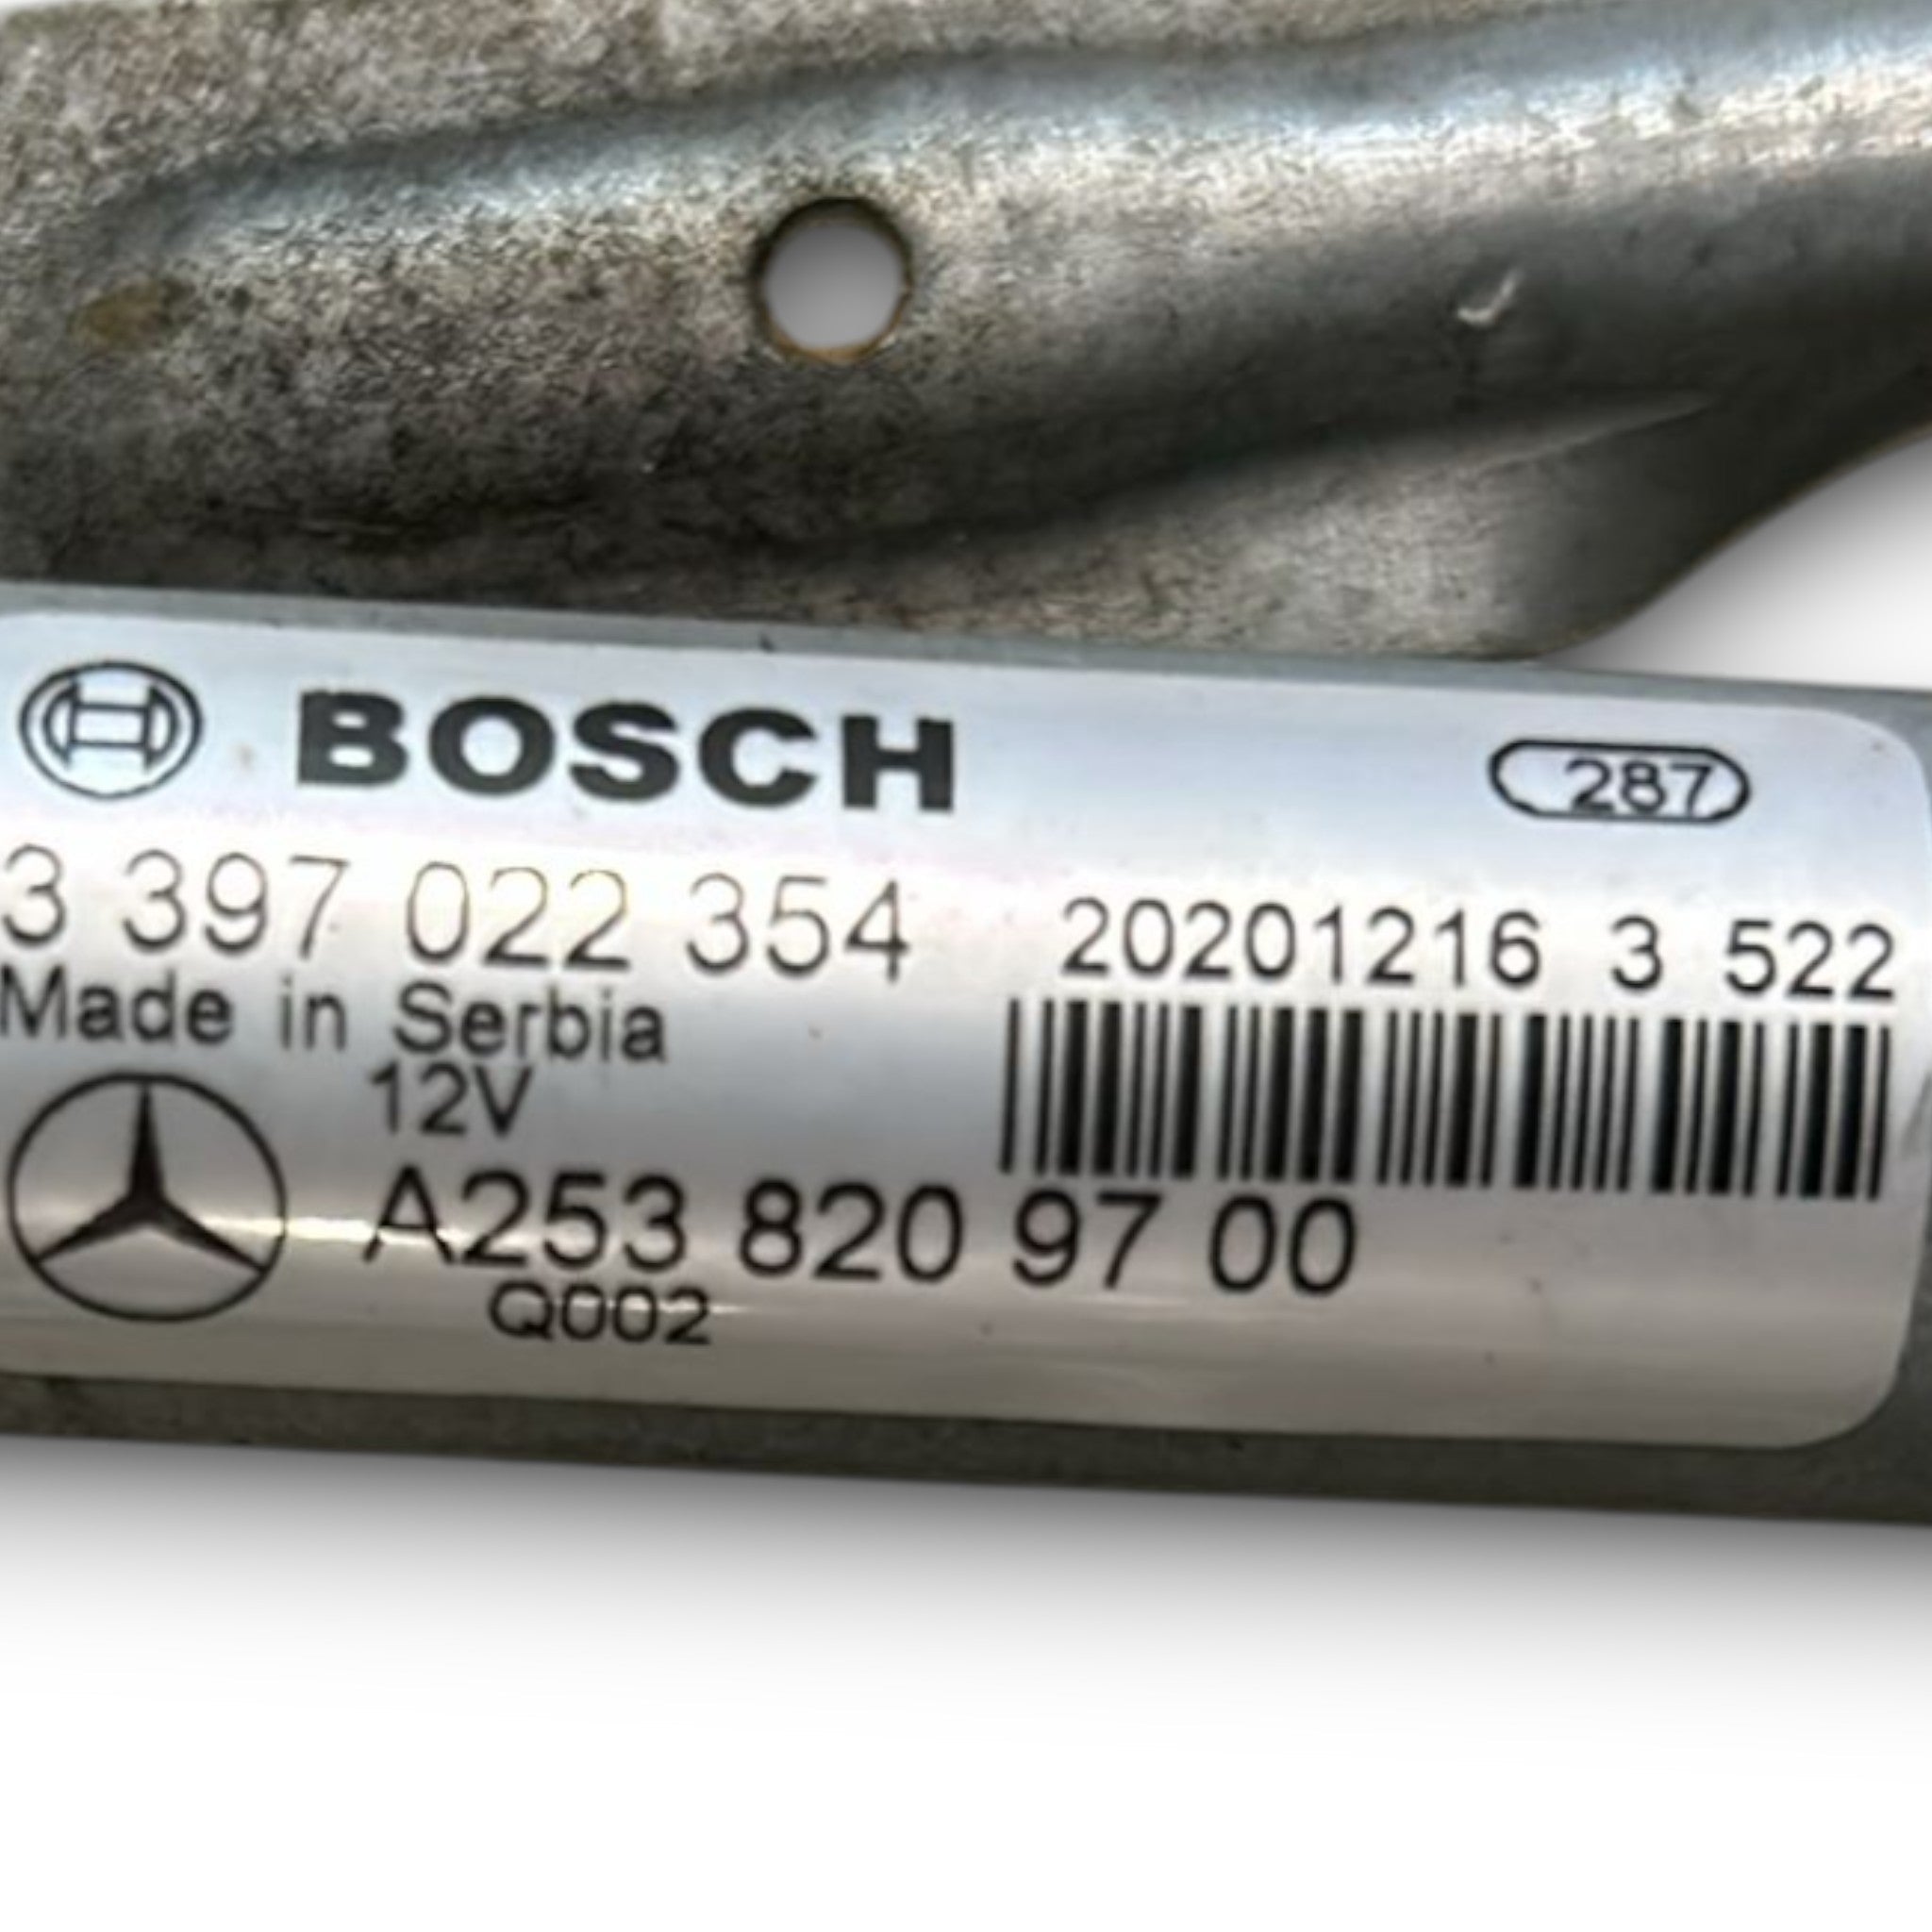 BOSCH 287
3 397 022 354 20201216 3 522
Made in Serbia
12V
A253 820 97 00
Q002